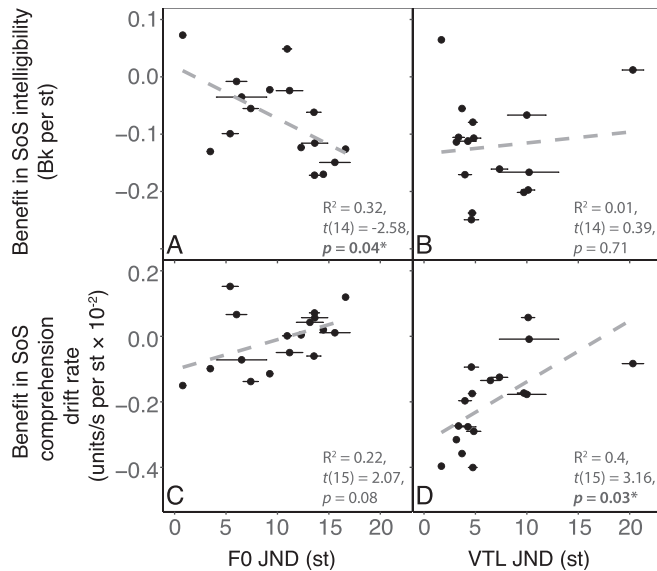 Benefit in SoS intelligibility
(Bk per st)
0.1
0.0
−0.1
−0.2
A
R² = 0.32,
t(14) = -2.58,
p = 0.04*
B
R² = 0.01,
t(14) = 0.39,
p = 0.71
Benefit in SoS
comprehension
drift rate
(units/s per st × 10⁻²)
0.2
0.0
−0.2
−0.4
C
R² = 0.22,
t(15) = 2.07,
p = 0.08
D
R² = 0.4,
t(15) = 3.16,
p = 0.03*
0 5 10 15 20
0 5 10 15 20
F0 JND (st)
VTL JND (st)